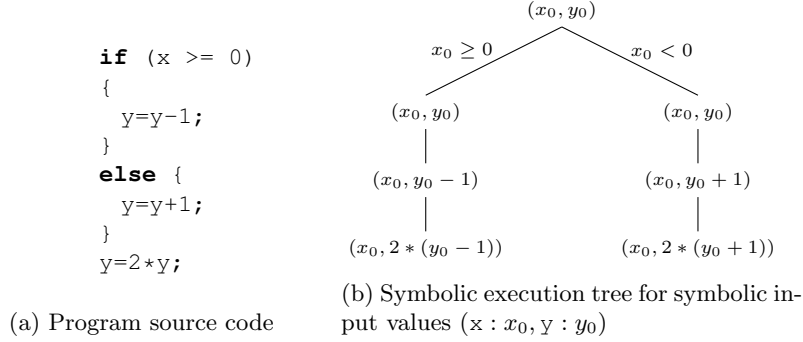 if (x >= 0)
{
y=y-1;
}
else {
y=y+1;
}
y=2*y;
(a) Program source code
(x₀, y₀)
x₀ ≥ 0
x₀ < 0
(x₀, y₀)
(x₀, y₀)
(x₀, y₀ − 1)
(x₀, y₀ + 1)
(x₀, 2 ∗ (y₀ − 1))
(x₀, 2 ∗ (y₀ + 1))
(b) Symbolic execution tree for symbolic in-
put values (x : x₀, y : y₀)